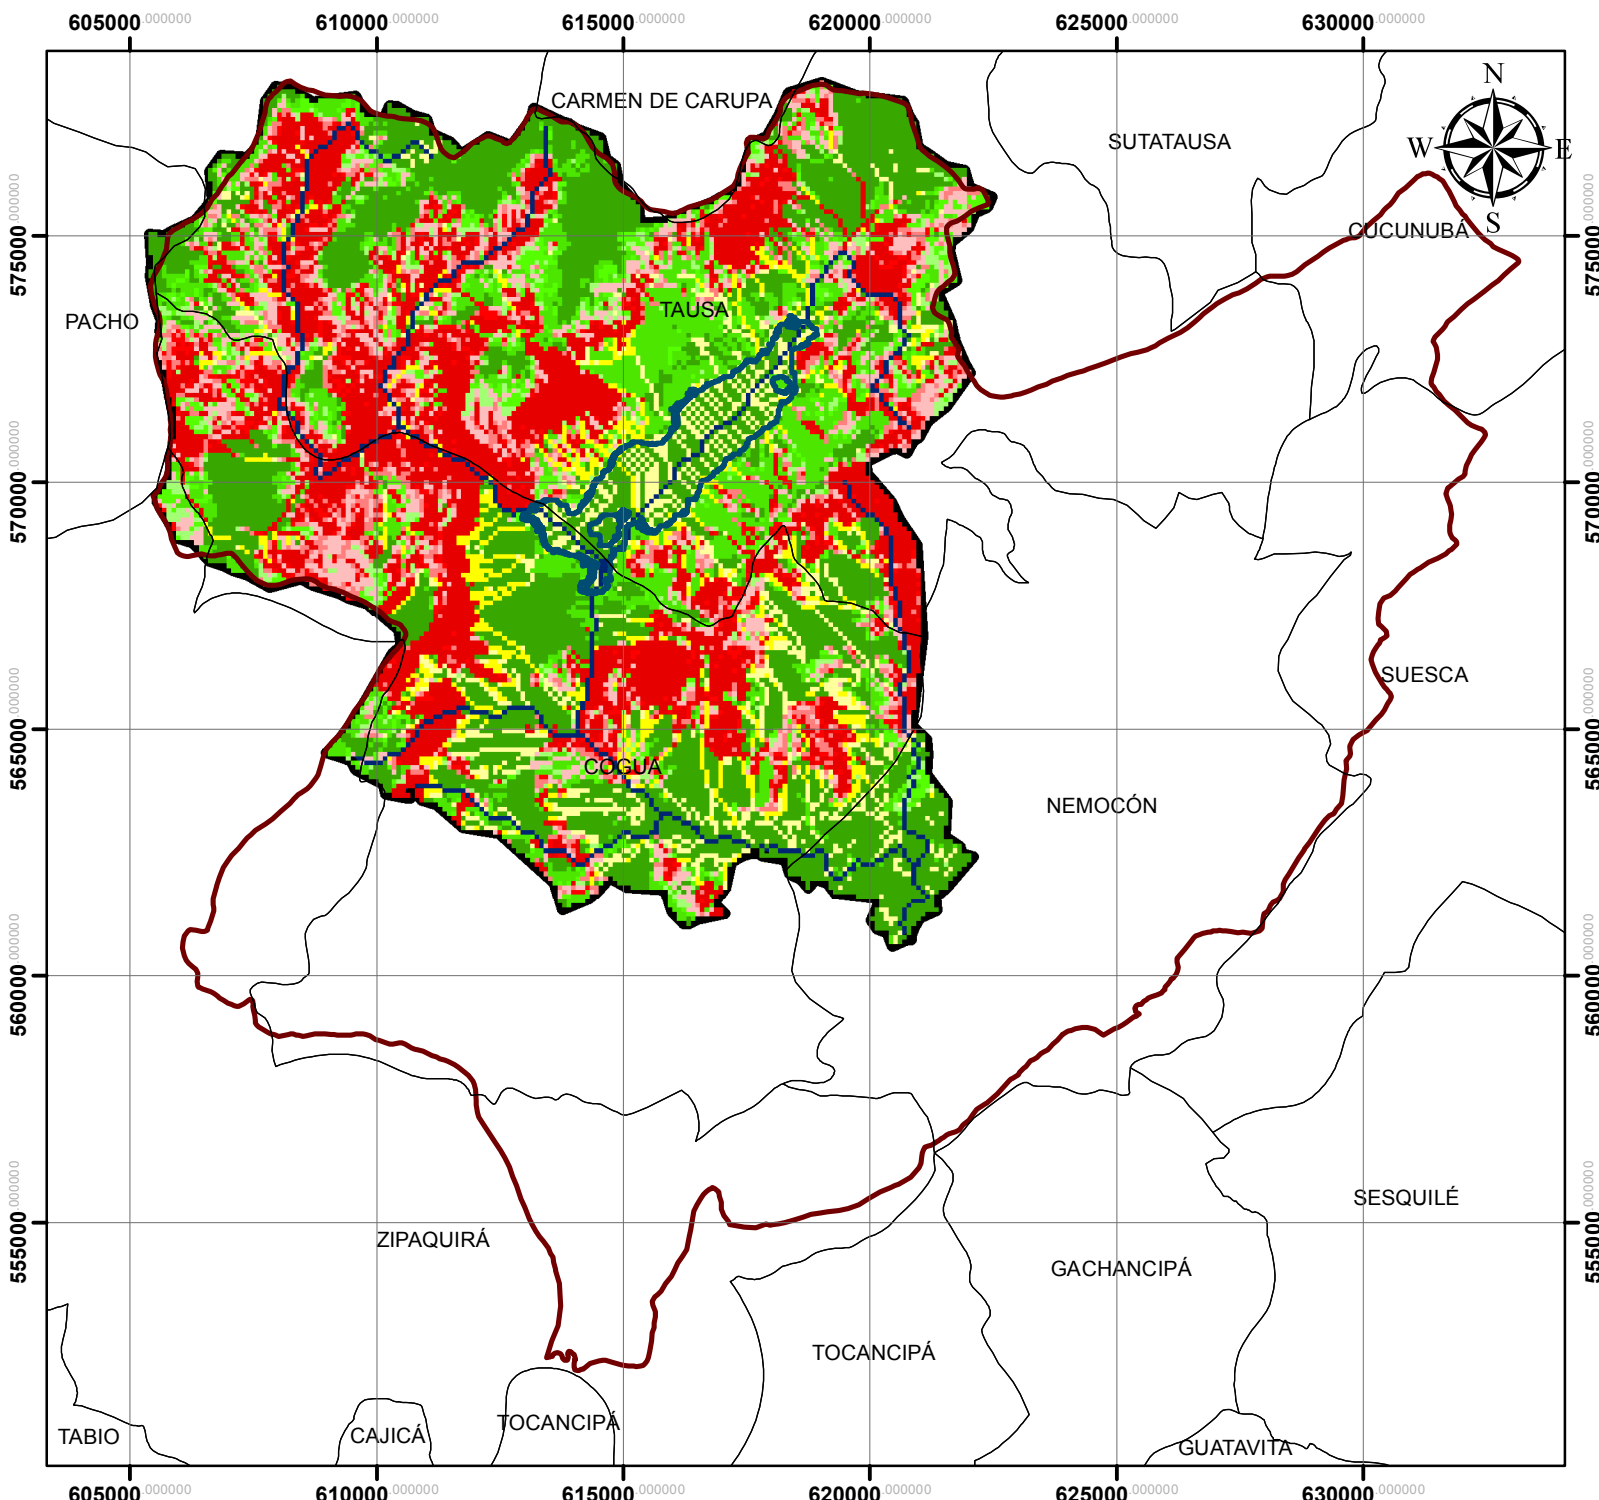 605000.000000 610000.000000 615000.000000 620000.000000 625000.000000 630000.000000
N
W E
S
CARMEN DE CARUPA
SUTATAUSA
CUCUNUBÁ
575000.000000 575000.000000
PACHO
TAUSA
570000.000000 570000.000000
SUESCA
565000.000000 565000.000000
COGUA
NEMOCÓN
560000.000000 560000.000000
SESQUILÉ
555000.000000 555000.000000
ZIPAQUIRÁ
GACHANCIPÁ
TOCANCIPÁ
TOCANCIPÁ
TABIO
CAJICÁ
GUATAVITA
605000.000000 610000.000000 615000.000000 620000.000000 625000.000000 630000.000000